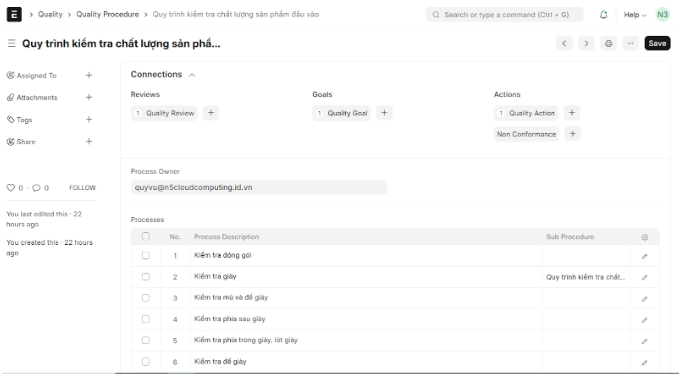 E
Quality
Quality Procedure
Quy trình kiểm tra chất lượng sản phẩm đầu vào
Search or type a command (Ctrl + G)
Help
N3
Quy trình kiểm tra chất lượng sản phẩ...
Save
Assigned To
Attachments
Tags
Share
0 · 0
FOLLOW
You last edited this · 22
hours ago
You created this · 22 hours
ago
Connections
Reviews
Goals
Actions
1 Quality Review
1 Quality Goal
1 Quality Action
Non Conformance
Process Owner
quyvu@n5cloudcomputing.id.vn
Processes
No. Process Description Sub Procedure
1 Kiểm tra đóng gói
2 Kiểm tra giày Quy trình kiểm tra chất...
3 Kiểm tra mũ và đế giày
4 Kiểm tra phía sau giày
5 Kiểm tra phía trong giày, lót giày
6 Kiểm tra đế giày